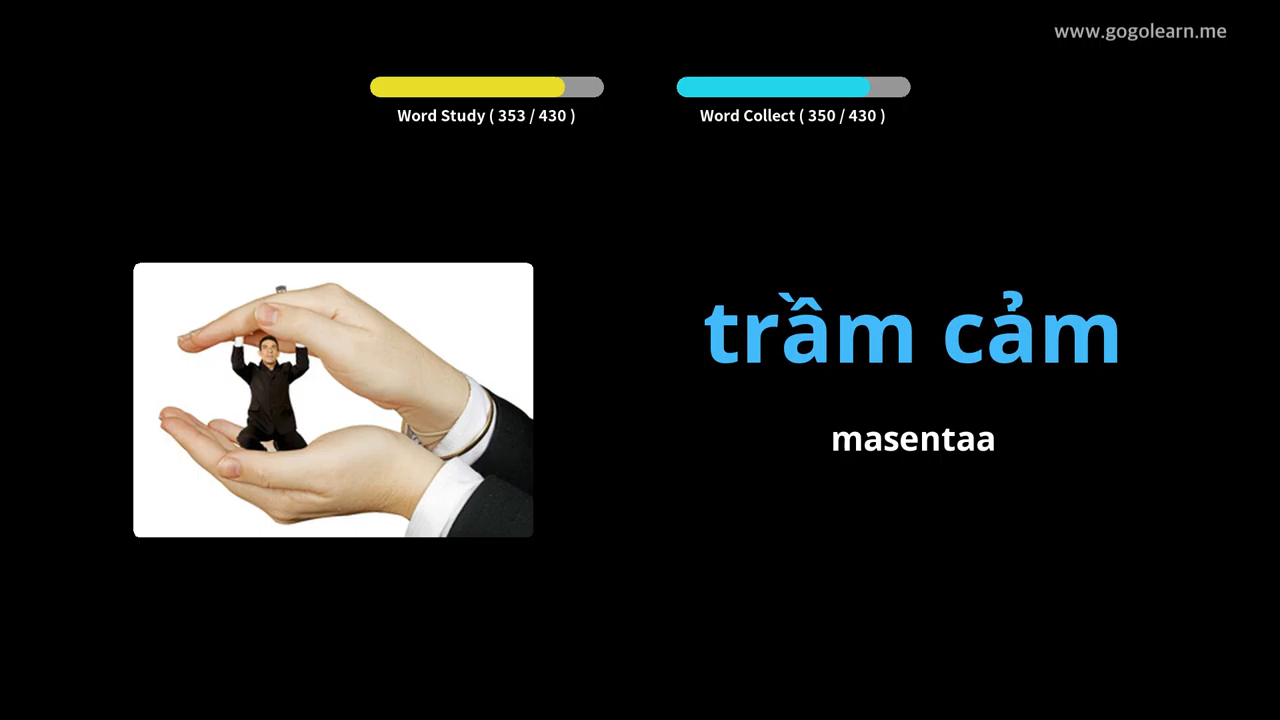 www.gogolearn.me
Word Study ( 353 / 430 )
Word Collect ( 350 / 430 )
trầm cảm
masentaa